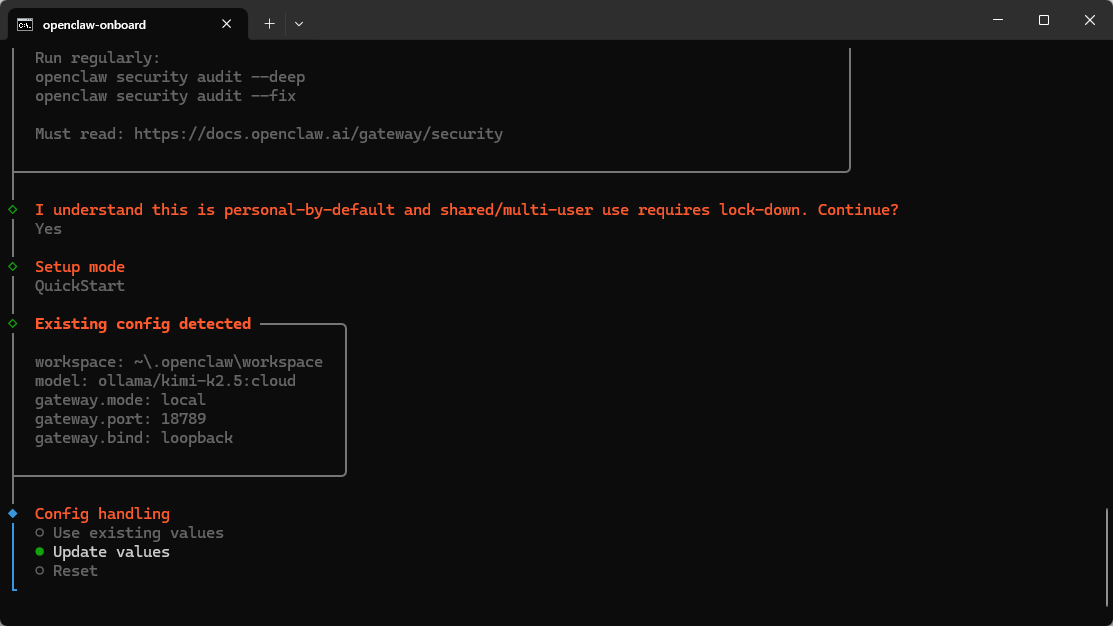 openclaw-onboard
Run regularly:
openclaw security audit --deep
openclaw security audit --fix
Must read: https://docs.openclaw.ai/gateway/security
I understand this is personal-by-default and shared/multi-user use requires lock-down. Continue?
Yes
Setup mode
QuickStart
Existing config detected
workspace: ~\.openclaw\workspace
model: ollama/kimi-k2.5:cloud
gateway.mode: local
gateway.port: 18789
gateway.bind: loopback
Config handling
Use existing values
Update values
Reset